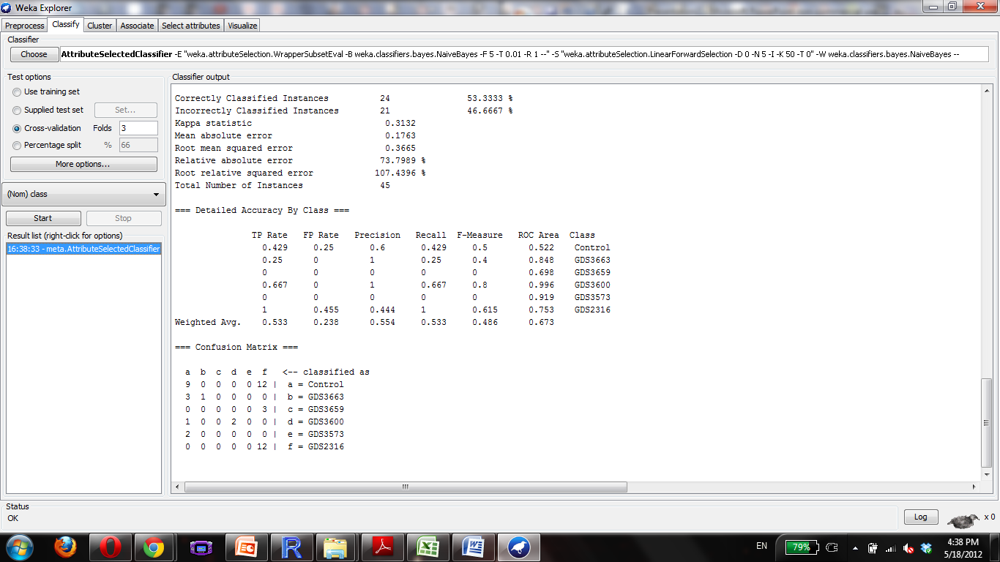 Weka Explorer
Preprocess Classify Cluster Associate Select attributes Visualize
Classifier
Choose AttributeSelectedClassifier -E "weka.attributeSelection.WrapperSubsetEval -B weka.classifiers.bayes.NaiveBayes -F 5 -T 0.01 -R 1 --" -S "weka.attributeSelection.LinearForwardSelection -D 0 -N 5 -I -K 50 -T 0" -W weka.classifiers.bayes.NaiveBayes --
Test options
Use training set
Supplied test set Set...
Cross-validation Folds 3
Percentage split % 66
More options...
(Nom) class
Start Stop
Result list (right-click for options)
16:38:33 - meta.AttributeSelectedClassifier
Classifier output
Correctly Classified Instances 24 53.3333 %
Incorrectly Classified Instances 21 46.6667 %
Kappa statistic 0.3132
Mean absolute error 0.1763
Root mean squared error 0.3665
Relative absolute error 73.7989 %
Root relative squared error 107.4396 %
Total Number of Instances 45
=== Detailed Accuracy By Class ===
TP Rate FP Rate Precision Recall F-Measure ROC Area Class
0.429 0.25 0.6 0.429 0.5 0.522 Control
0.25 0 1 0.25 0.4 0.848 GDS3663
0 0 0 0 0 0.698 GDS3659
0.667 0 1 0.667 0.8 0.996 GDS3600
0 0 0 0 0 0.919 GDS3573
1 0.455 0.444 1 0.615 0.753 GDS2316
Weighted Avg. 0.533 0.238 0.554 0.533 0.486 0.673
=== Confusion Matrix ===
a b c d e f <-- classified as
9 0 0 0 0 12 | a = Control
3 1 0 0 0 0 | b = GDS3663
0 0 0 0 0 3 | c = GDS3659
1 0 0 2 0 0 | d = GDS3600
2 0 0 0 0 0 | e = GDS3573
0 0 0 0 0 12 | f = GDS2316
Status
OK
Log x 0
EN 79% 4:38 PM
5/18/2012